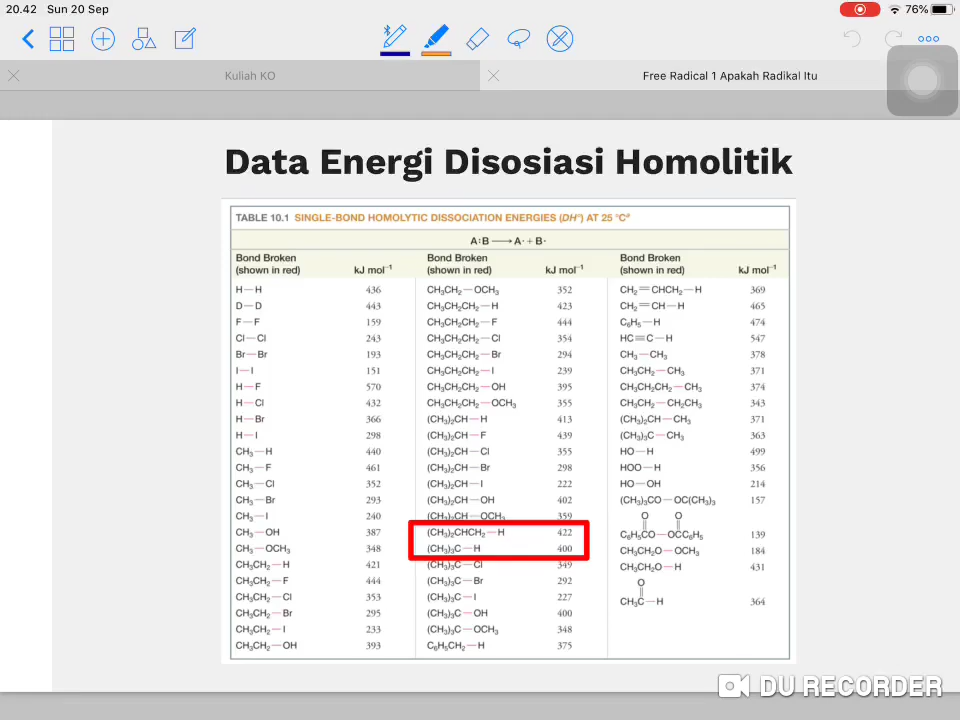 20.42 Sun 20 Sep
76%
Kuliah KO
Free Radical 1 Apakah Radikal Itu
Data Energi Disosiasi Homolitik
TABLE 10.1 SINGLE-BOND HOMOLYTIC DISSOCIATION ENERGIES (DH°) AT 25 °Cᵃ
A:B ⟶ A· + B·
Bond Broken (shown in red) kJ mol⁻¹
H—H 436
D—D 443
F—F 159
Cl—Cl 243
Br—Br 193
I—I 151
H—F 570
H—Cl 432
H—Br 366
H—I 298
CH₃—H 440
CH₃—F 461
CH₃—Cl 352
CH₃—Br 293
CH₃—I 240
CH₃—OH 387
CH₃—OCH₃ 348
CH₃CH₂—H 421
CH₃CH₂—F 444
CH₃CH₂—Cl 353
CH₃CH₂—Br 295
CH₃CH₂—I 233
CH₃CH₂—OH 393
Bond Broken (shown in red) kJ mol⁻¹
CH₃CH₂—OCH₃ 352
CH₃CH₂CH₂—H 423
CH₃CH₂CH₂—F 444
CH₃CH₂CH₂—Cl 354
CH₃CH₂CH₂—Br 294
CH₃CH₂CH₂—I 239
CH₃CH₂CH₂—OH 395
CH₃CH₂CH₂—OCH₃ 355
(CH₃)₂CH—H 413
(CH₃)₂CH—F 439
(CH₃)₂CH—Cl 355
(CH₃)₂CH—Br 298
(CH₃)₂CH—I 222
(CH₃)₂CH—OH 402
(CH₃)₂CH—OCH₃ 359
(CH₃)₂CHCH₂—H 422
(CH₃)₃C—H 400
(CH₃)₃C—Cl 349
(CH₃)₃C—Br 292
(CH₃)₃C—I 227
(CH₃)₃C—OH 400
(CH₃)₃C—OCH₃ 348
C₆H₅CH₂—H 375
Bond Broken (shown in red) kJ mol⁻¹
CH₂=CHCH₂—H 369
CH₂=CH—H 465
C₆H₅—H 474
HC≡C—H 547
CH₃—CH₃ 378
CH₃CH₂—CH₃ 371
CH₃CH₂CH₂—CH₃ 374
CH₃CH₂—CH₂CH₃ 343
(CH₃)₂CH—CH₃ 371
(CH₃)₃C—CH₃ 363
HO—H 499
HOO—H 356
HO—OH 214
(CH₃)₃CO—OC(CH₃)₃ 157
O O
C₆H₅CO—OCC₆H₅ 139
CH₃CH₂O—OCH₃ 184
CH₃CH₂O—H 431
O
CH₃C—H 364
DU RECORDER